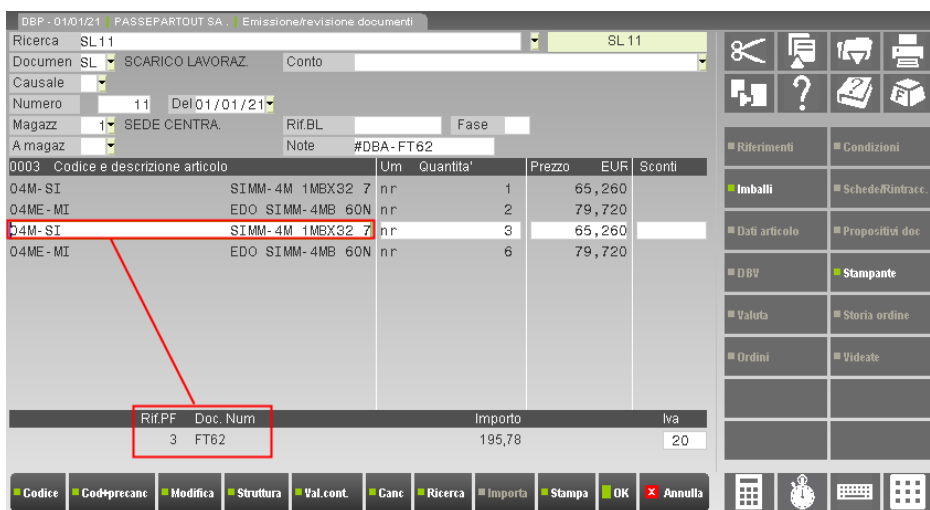 DBP - 01/01/21 PASSEPARTOUT SA . Emissione/revisione documenti
Ricerca SL11 SL11
Documen SL SCARICO LAVORAZ. Conto
Causale
Numero 11 Del 01/01/21
Magazz 1 SEDE CENTRA. Rif.BL Fase
A magaz Note #DBA-FT62
0003 Codice e descrizione articolo Um Quantita' Prezzo EUR Sconti
04M-SI SIMM-4M 1MBX32 7 nr 1 65,260
04ME-MI EDO SIMM-4MB 60N nr 2 79,720
04M-SI SIMM-4M 1MBX32 7 nr 3 65,260
04ME-MI EDO SIMM-4MB 60N nr 6 79,720
Rif.PF Doc. Num Importo Iva
3 FT62 195,78 20
Codice Cod+precanc Modifica Struttura Val.cont. Canc Ricerca Importa Stampa OK X Annulla
? ? F
Riferimenti Condizioni
Imballi Schede/Rintracc.
Dati articolo Propositivi doc
DBV Stampante
Valuta Storia ordine
Ordini Videate